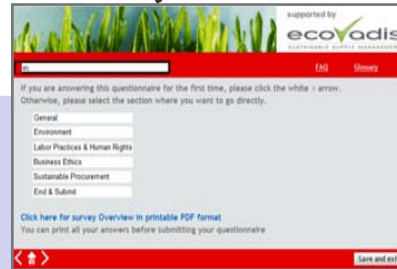 supported by
ecovadis
SUSTAINABLE SUPPLY MANAGEMENT
en
FAQ
Glossary
If you are answering this questionnaire for the first time, please click the white > arrow.
Otherwise, please select the section where you want to go directly.
General
Environment
Labor Practices & Human Rights
Business Ethics
Sustainable Procurement
End & Submit
Click here for survey Overview in printable PDF format
You can print all your answers before submitting your questionnaire
Save and exit